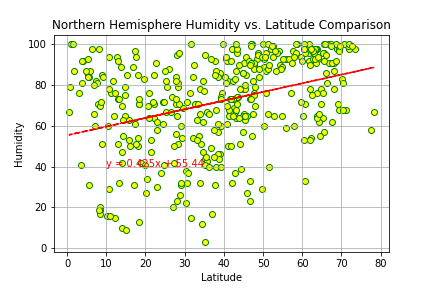 Northern Hemisphere Humidity vs. Latitude Comparison
100
80
60
40
20
0
Humidity
y = 0.425x +55.44
0 10 20 30 40 50 60 70 80
Latitude